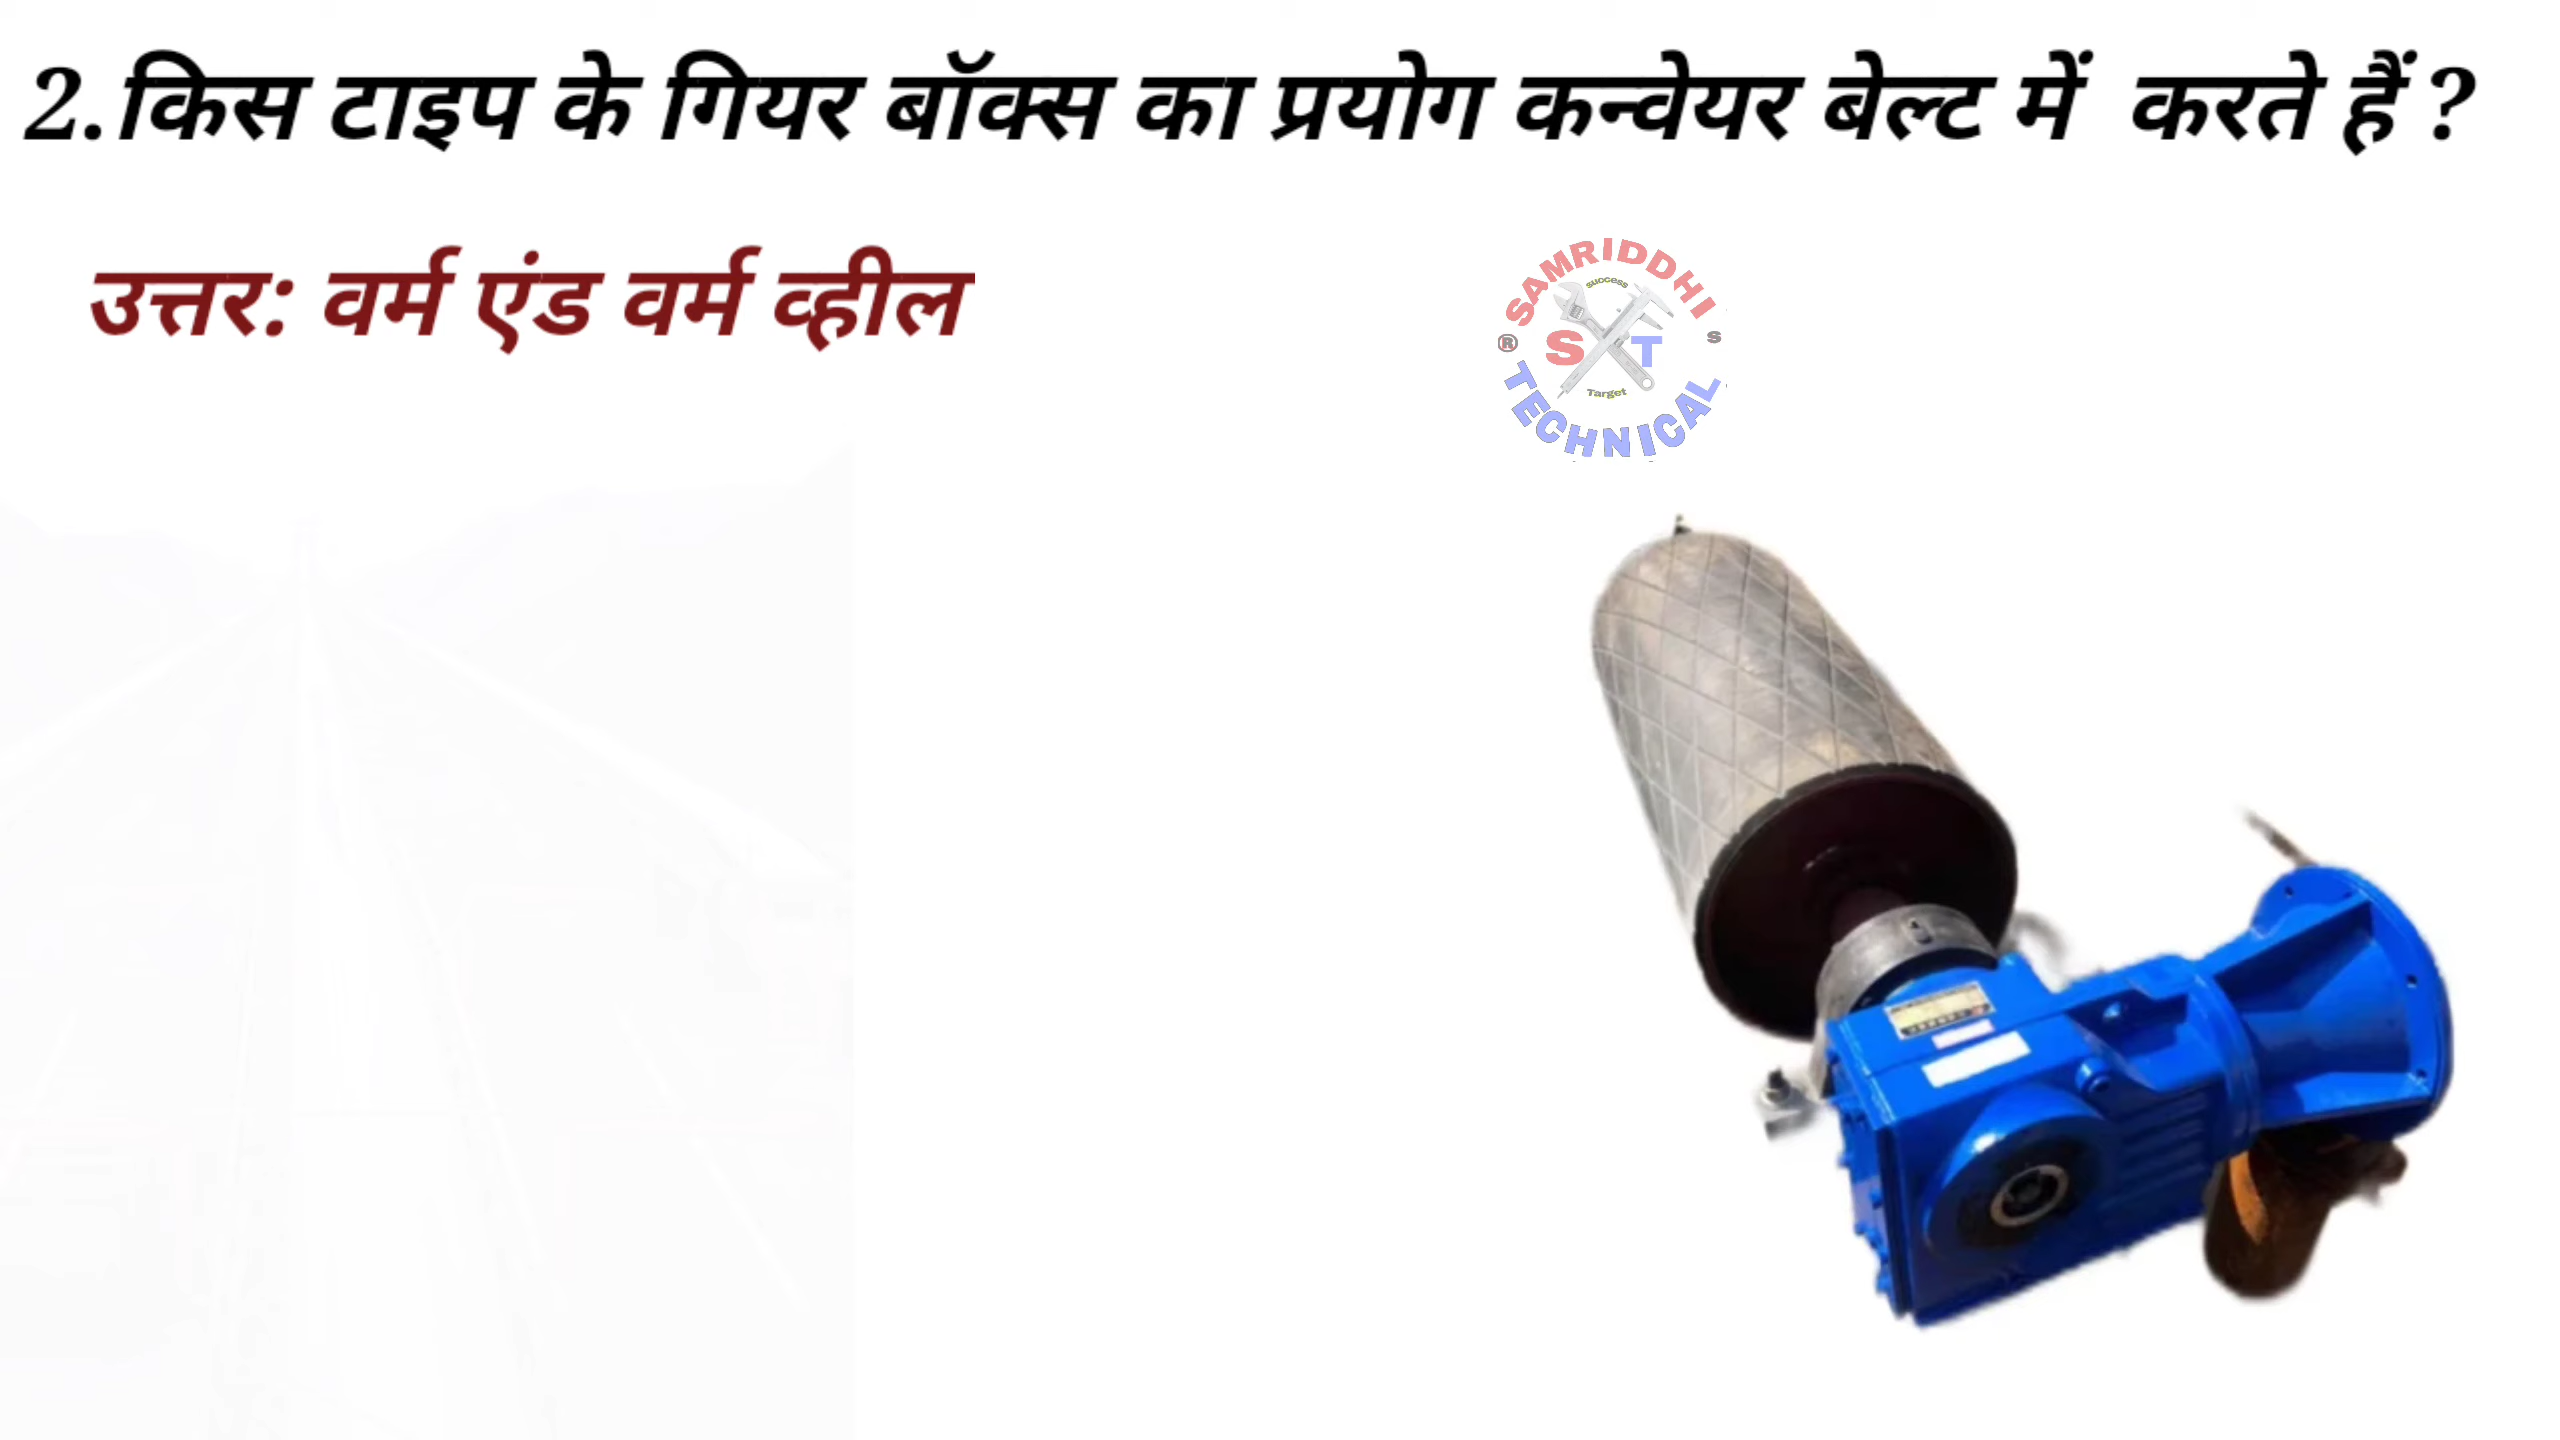 2.किस टाइप के गियर बॉक्स का प्रयोग कन्वेयर बेल्ट में करते हैं ?
उत्तर: वर्म एंड वर्म व्हील
SAMRIDDHI
success
® S T S
Target
TECHNICAL